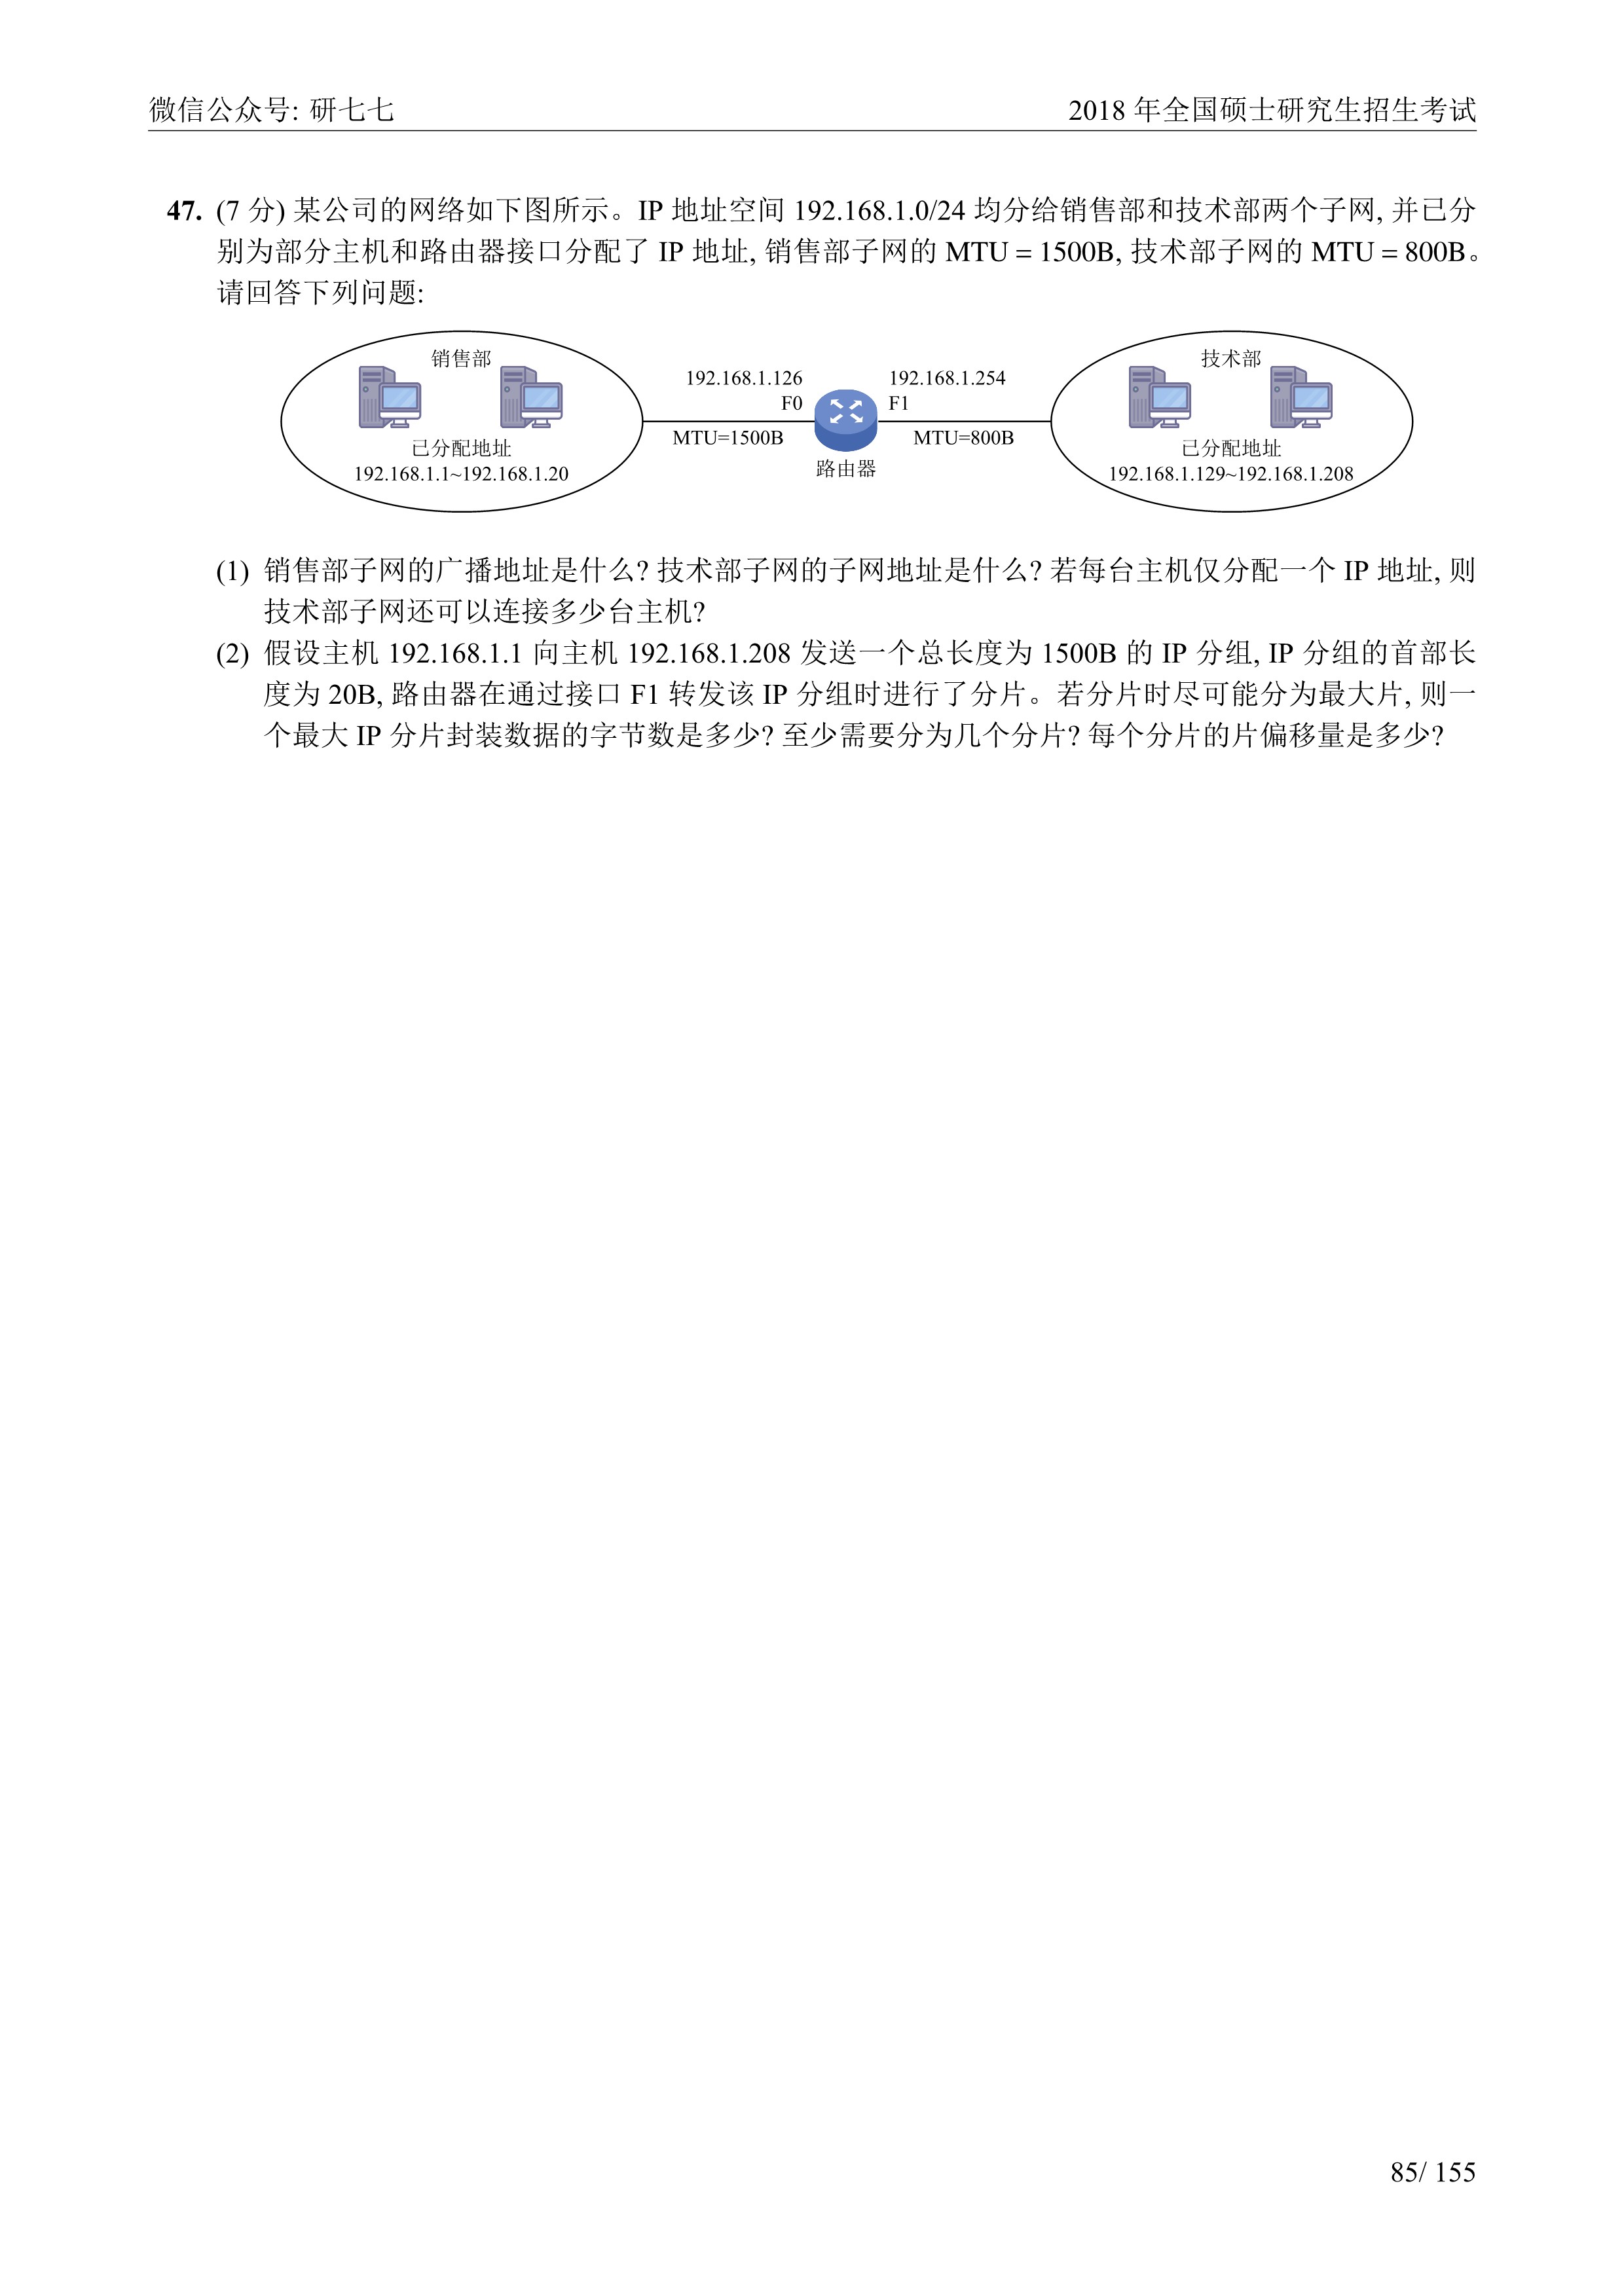 微信公众号: 研七七
2018 年全国硕士研究生招生考试
47. (7 分) 某公司的网络如下图所示。IP 地址空间 192.168.1.0/24 均分给销售部和技术部两个子网, 并已分
别为部分主机和路由器接口分配了 IP 地址, 销售部子网的 MTU = 1500B, 技术部子网的 MTU = 800B。
请回答下列问题:
销售部
已分配地址
192.168.1.1~192.168.1.20
192.168.1.126
F0
MTU=1500B
路由器
192.168.1.254
F1
MTU=800B
技术部
已分配地址
192.168.1.129~192.168.1.208
(1) 销售部子网的广播地址是什么? 技术部子网的子网地址是什么? 若每台主机仅分配一个 IP 地址, 则
技术部子网还可以连接多少台主机?
(2) 假设主机 192.168.1.1 向主机 192.168.1.208 发送一个总长度为 1500B 的 IP 分组, IP 分组的首部长
度为 20B, 路由器在通过接口 F1 转发该 IP 分组时进行了分片。若分片时尽可能分为最大片, 则一
个最大 IP 分片封装数据的字节数是多少? 至少需要分为几个分片? 每个分片的片偏移量是多少?
85/ 155